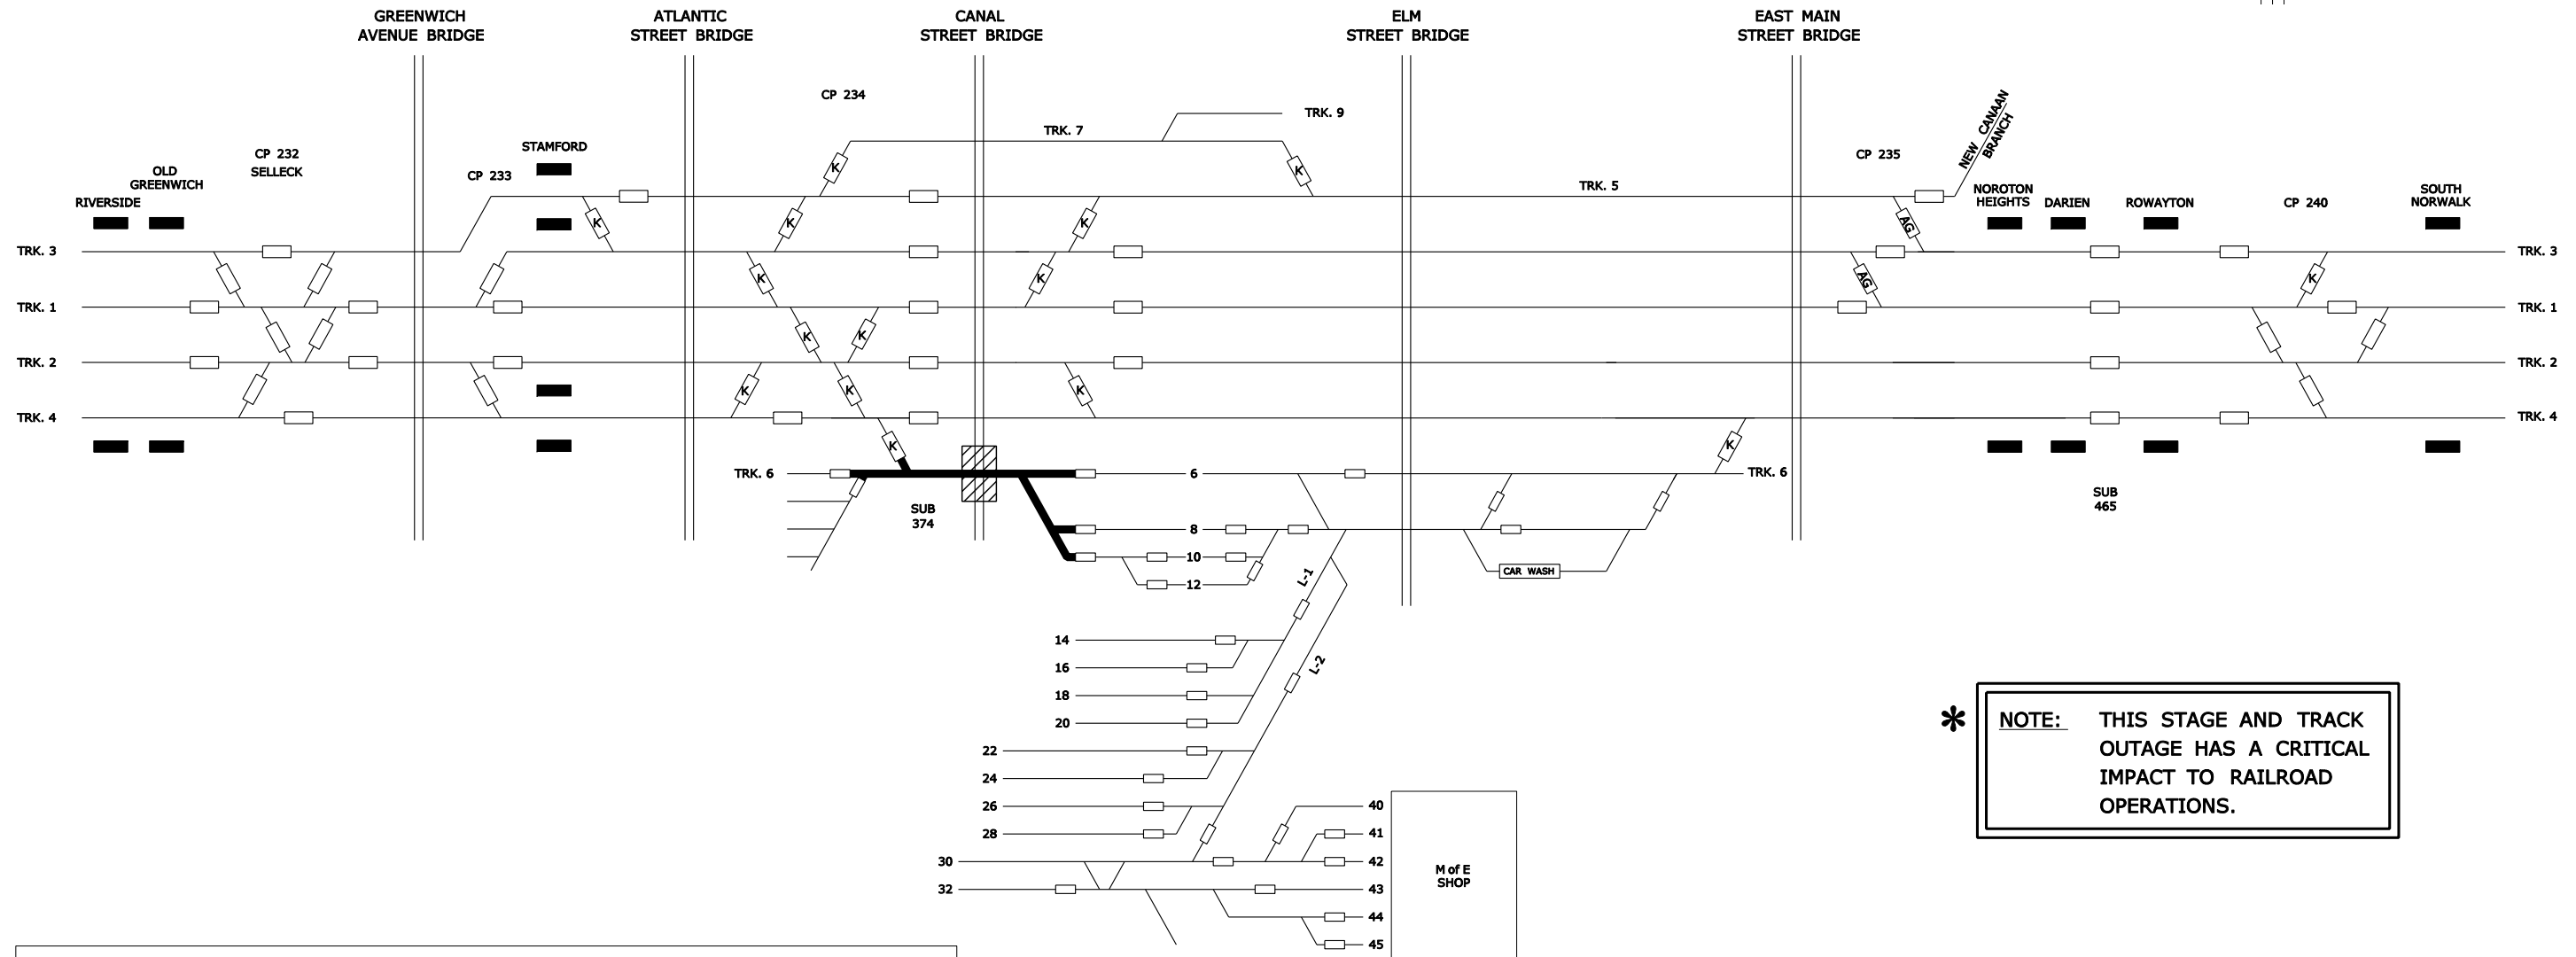 GREENWICH
AVENUE BRIDGE
ATLANTIC
STREET BRIDGE
CANAL
STREET BRIDGE
ELM
STREET BRIDGE
EAST MAIN
STREET BRIDGE
CP 234
TRK. 9
TRK. 7
NEW CANAAN
BRANCH
STAMFORD
CP 232
SELLECK
CP 233
CP 235
OLD
GREENWICH
RIVERSIDE
K
K
TRK. 5
NOROTON
HEIGHTS
DARIEN
ROWAYTON
CP 240
SOUTH
NORWALK
K
K
K
AG
TRK. 3
TRK. 3
K
K
AG
K
TRK. 1
TRK. 1
K
K
TRK. 2
TRK. 2
K
K
K
TRK. 4
TRK. 4
K
K
TRK. 6
6
TRK. 6
SUB
374
SUB
465
8
10
12
CAR WASH
L-1
14
16
L-2
18
20
22
24
26
28
30
32
40
41
42
43
44
45
M of E
SHOP
* NOTE: THIS STAGE AND TRACK
OUTAGE HAS A CRITICAL
IMPACT TO RAILROAD
OPERATIONS.